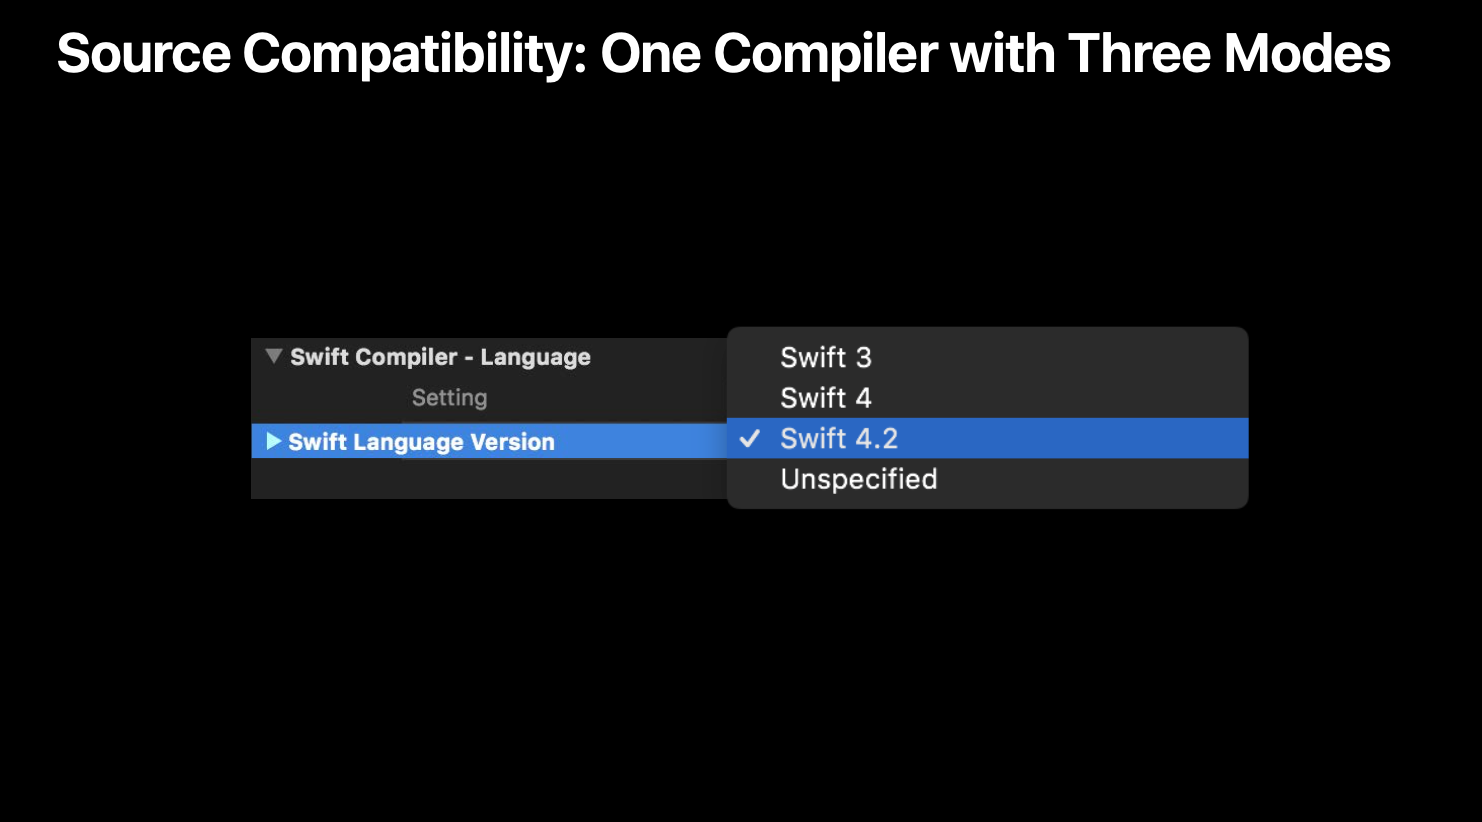 Source Compatibility: One Compiler with Three Modes
Swift Compiler - Language
Setting
Swift Language Version
Swift 3
Swift 4
Swift 4.2
Unspecified